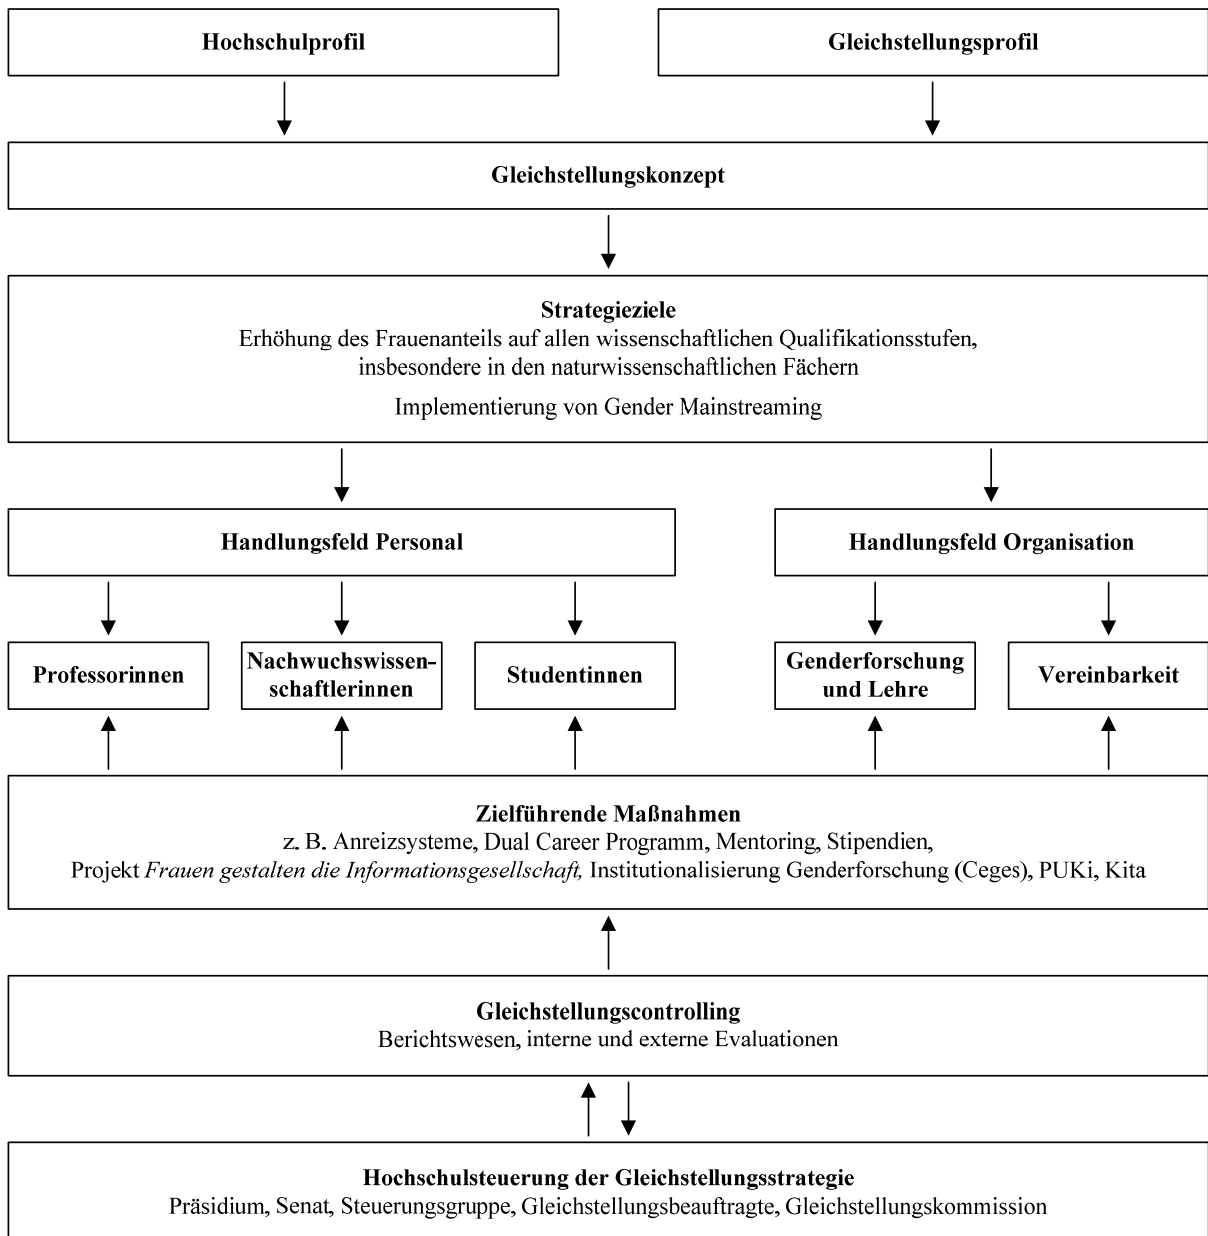 Hochschulprofil
Gleichstellungsprofil
Gleichstellungskonzept
Strategieziele
Erhöhung des Frauenanteils auf allen wissenschaftlichen Qualifikationsstufen,
insbesondere in den naturwissenschaftlichen Fächern
Implementierung von Gender Mainstreaming
Handlungsfeld Personal
Handlungsfeld Organisation
Professorinnen
Nachwuchswissen-
schaftlerinnen
Studentinnen
Genderforschung
und Lehre
Vereinbarkeit
Zielführende Maßnahmen
z. B. Anreizsysteme, Dual Career Programm, Mentoring, Stipendien,
Projekt Frauen gestalten die Informationsgesellschaft, Institutionalisierung Genderforschung (Ceges), PUKi, Kita
Gleichstellungscontrolling
Berichtswesen, interne und externe Evaluationen
Hochschulsteuerung der Gleichstellungsstrategie
Präsidium, Senat, Steuerungsgruppe, Gleichstellungsbeauftragte, Gleichstellungskommission